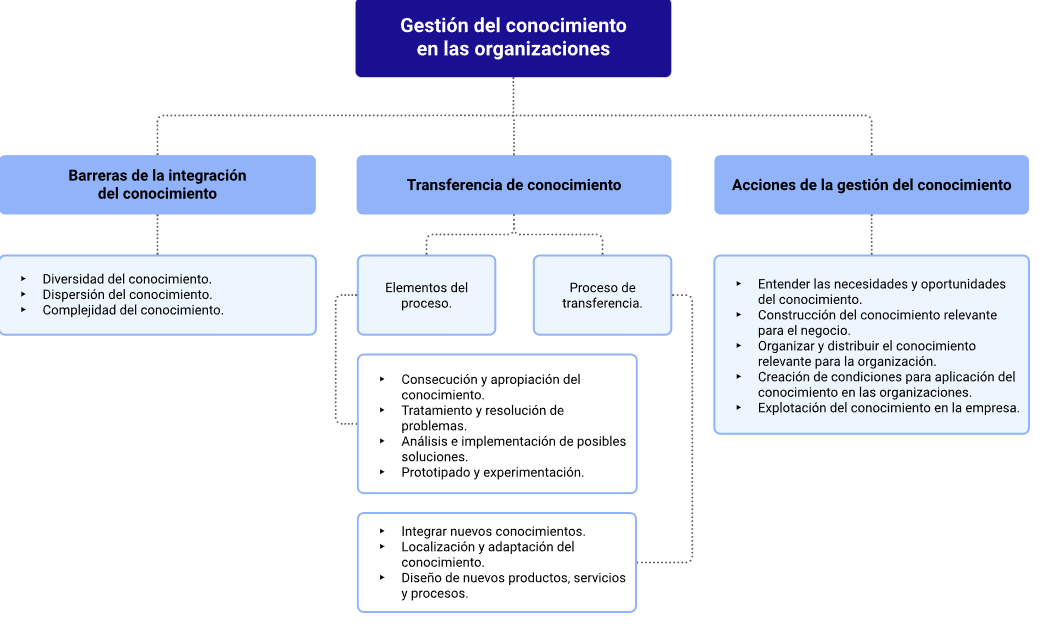 Gestión del conocimiento
en las organizaciones
Barreras de la integración
del conocimiento
Diversidad del conocimiento.
Dispersión del conocimiento.
Complejidad del conocimiento.
Transferencia de conocimiento
Elementos del
proceso.
Proceso de
transferencia.
Consecución y apropiación del
conocimiento.
Tratamiento y resolución de
problemas.
Análisis e implementación de posibles
soluciones.
Prototipado y experimentación.
Integrar nuevos conocimientos.
Localización y adaptación del
conocimiento.
Diseño de nuevos productos, servicios
y procesos.
Acciones de la gestión del conocimiento
Entender las necesidades y oportunidades
del conocimiento.
Construcción del conocimiento relevante
para el negocio.
Organizar y distribuir el conocimiento
relevante para la organización.
Creación de condiciones para aplicación del
conocimiento en las organizaciones.
Explotación del conocimiento en la empresa.